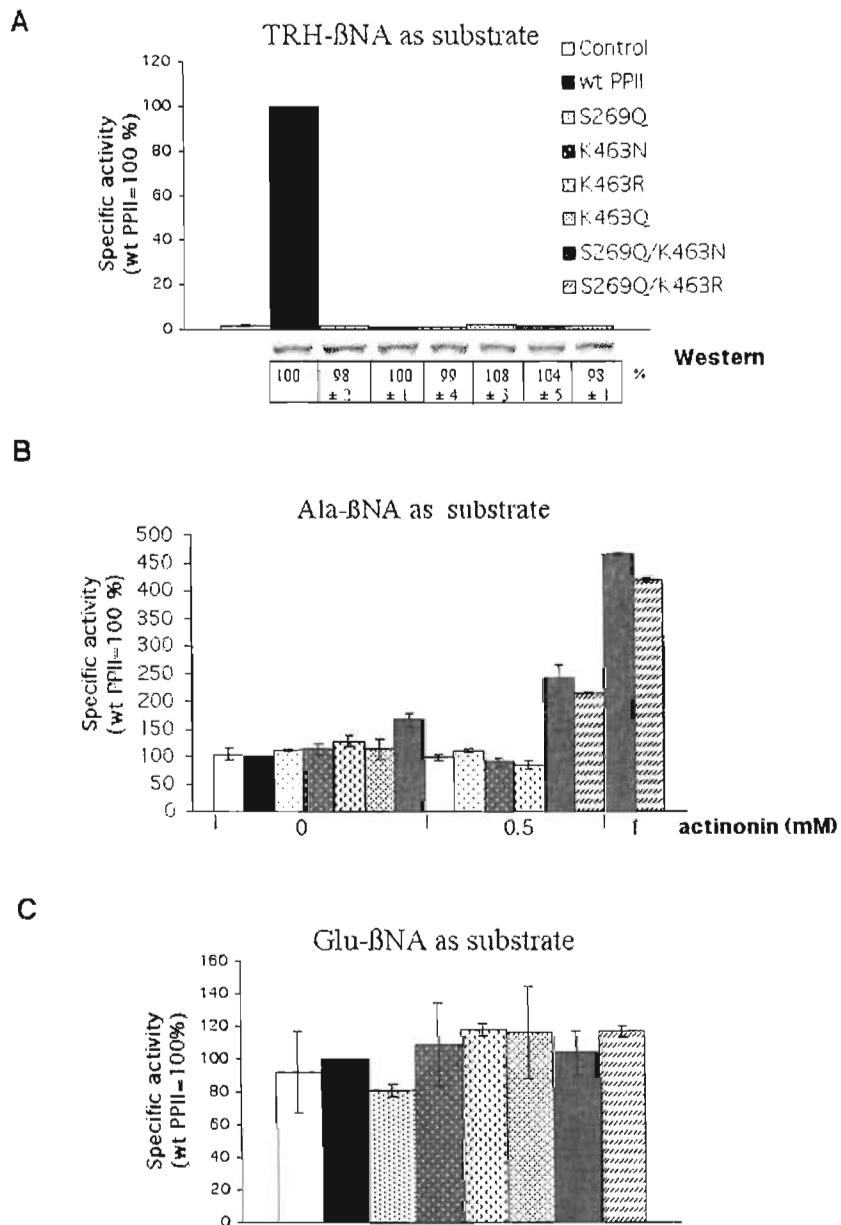 A
TRH-ßNA as substrate
Specific activity
(wt PPII=100 %)
120
100
80
60
40
20
0
Control
wt PPII
S269Q
K463N
K463R
K463Q
S269Q/K463N
S269Q/K463R
Western
100 98 100 99 108 104 93 %
± 2 ± 1 ± 4 ± 3 ± 5 ± 1
B
Ala-ßNA as substrate
Specific activity
(wt PPII=100 %)
500
450
400
350
300
250
200
150
100
50
0
0 0.5 1 actinonin (mM)
C
Glu-ßNA as substrate
Specific activity
(wt PPII=100%)
160
140
120
100
80
60
40
20
0